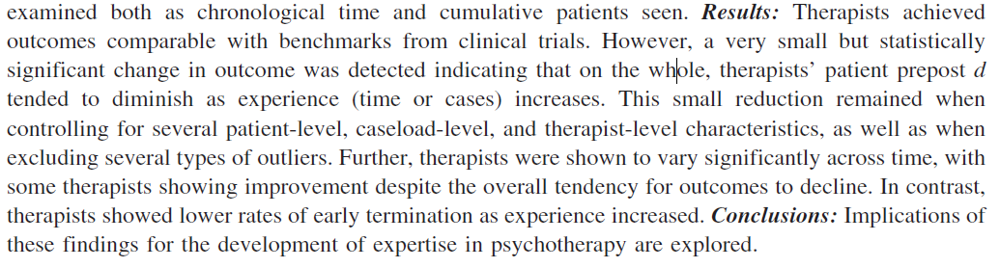 examined both as chronological time and cumulative patients seen. Results: Therapists achieved
outcomes comparable with benchmarks from clinical trials. However, a very small but statistically
significant change in outcome was detected indicating that on the whole, therapists’ patient prepost d
tended to diminish as experience (time or cases) increases. This small reduction remained when
controlling for several patient-level, caseload-level, and therapist-level characteristics, as well as when
excluding several types of outliers. Further, therapists were shown to vary significantly across time, with
some therapists showing improvement despite the overall tendency for outcomes to decline. In contrast,
therapists showed lower rates of early termination as experience increased. Conclusions: Implications of
these findings for the development of expertise in psychotherapy are explored.